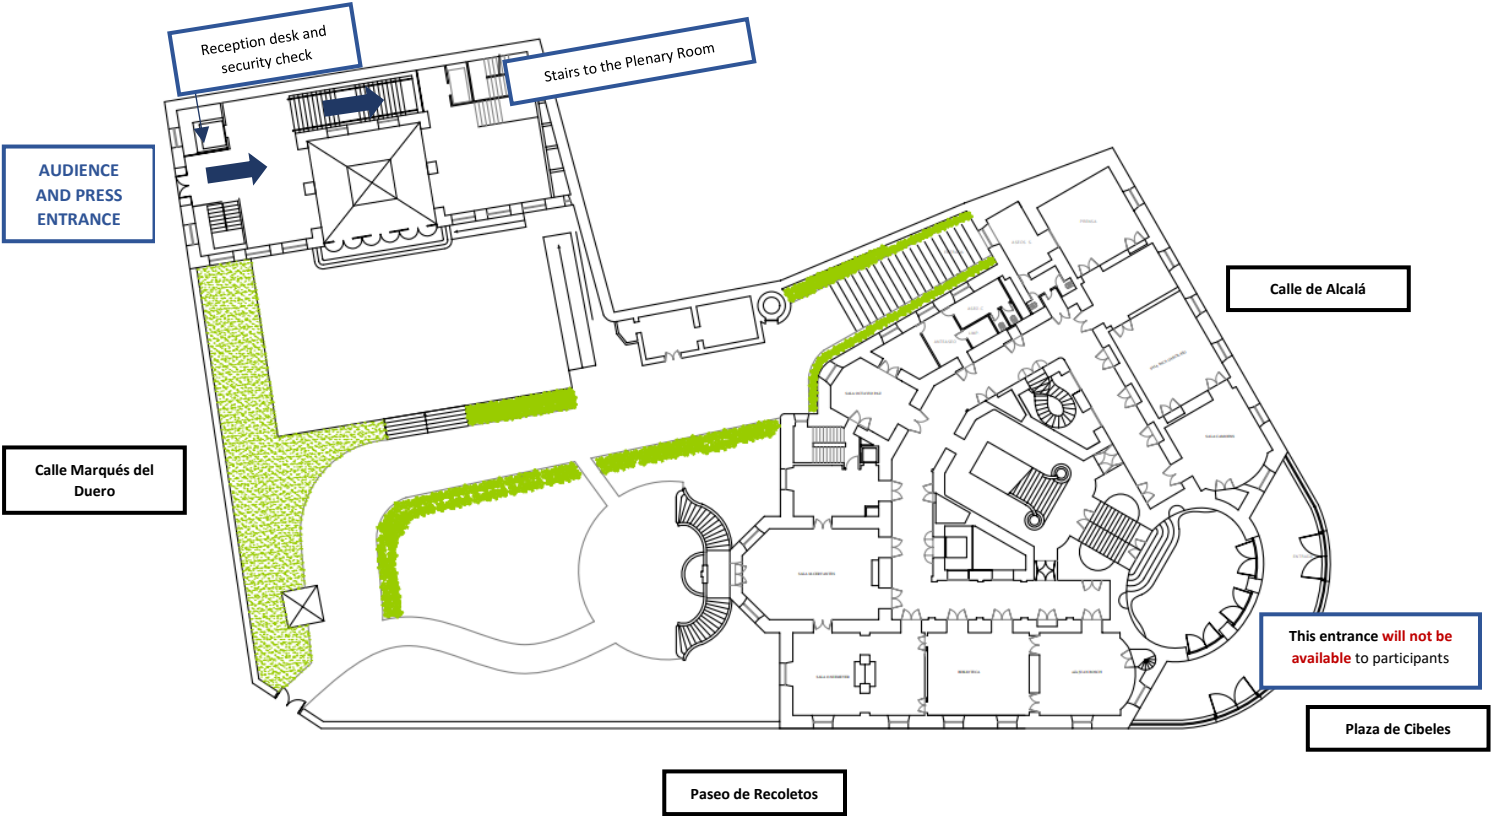 Reception desk and
security check
Stairs to the Plenary Room
AUDIENCE
AND PRESS
ENTRANCE
Calle de Alcalá
Calle Marqués del
Duero
This entrance will not be
available to participants
Plaza de Cibeles
Paseo de Recoletos